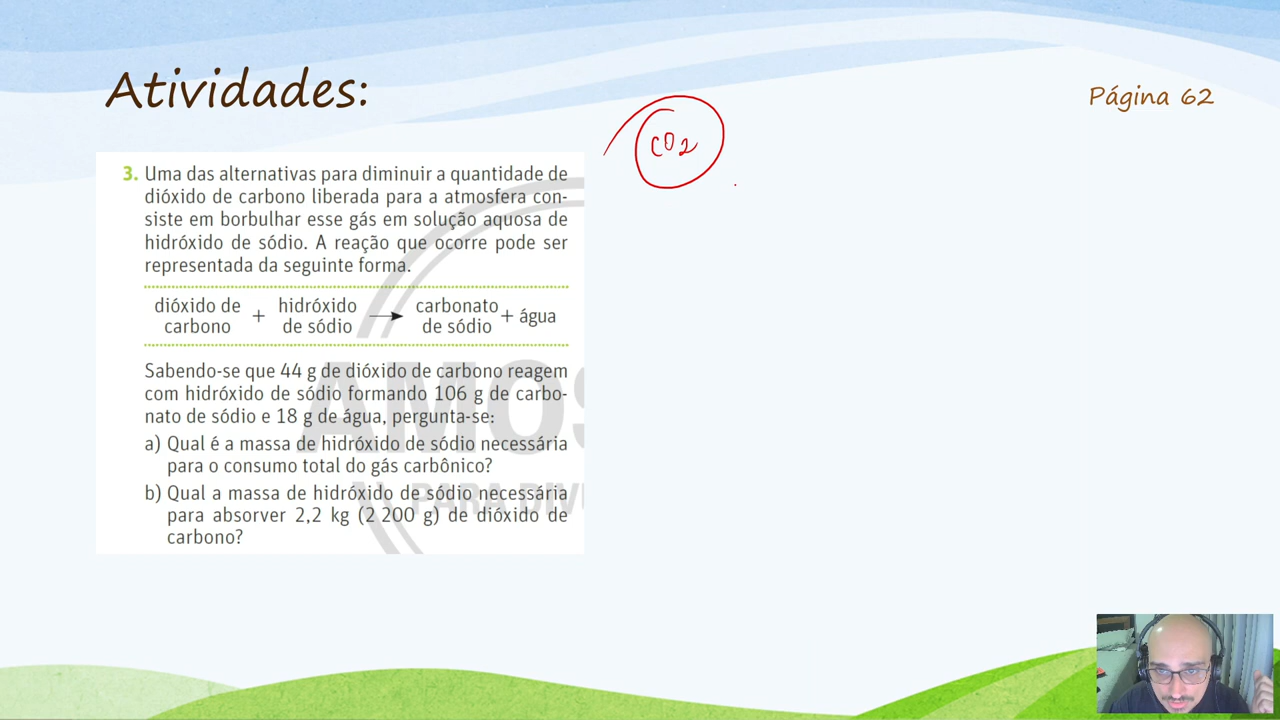 Atividades:
Página 62
CO2
3. Uma das alternativas para diminuir a quantidade de
dióxido de carbono liberada para a atmosfera con-
siste em borbulhar esse gás em solução aquosa de
hidróxido de sódio. A reação que ocorre pode ser
representada da seguinte forma.
dióxido de carbono + hidróxido de sódio → carbonato de sódio + água
Sabendo-se que 44 g de dióxido de carbono reagem
com hidróxido de sódio formando 106 g de carbo-
nato de sódio e 18 g de água, pergunta-se:
a) Qual é a massa de hidróxido de sódio necessária
para o consumo total do gás carbônico?
b) Qual a massa de hidróxido de sódio necessária
para absorver 2,2 kg (2 200 g) de dióxido de
carbono?